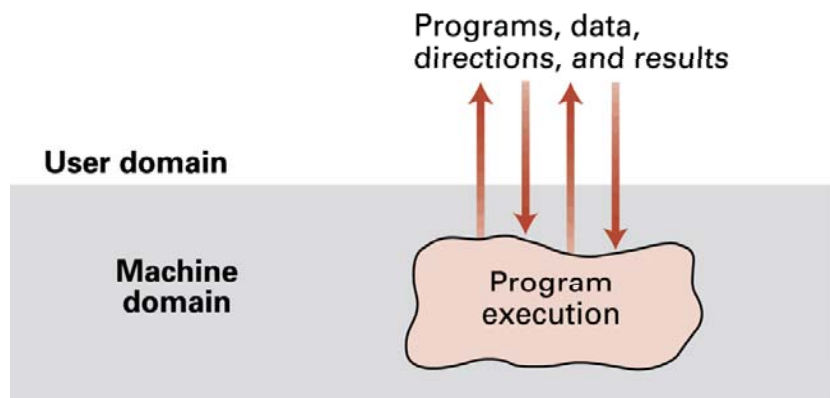 Programs, data,
directions, and results
User domain
Machine
domain
Program
execution